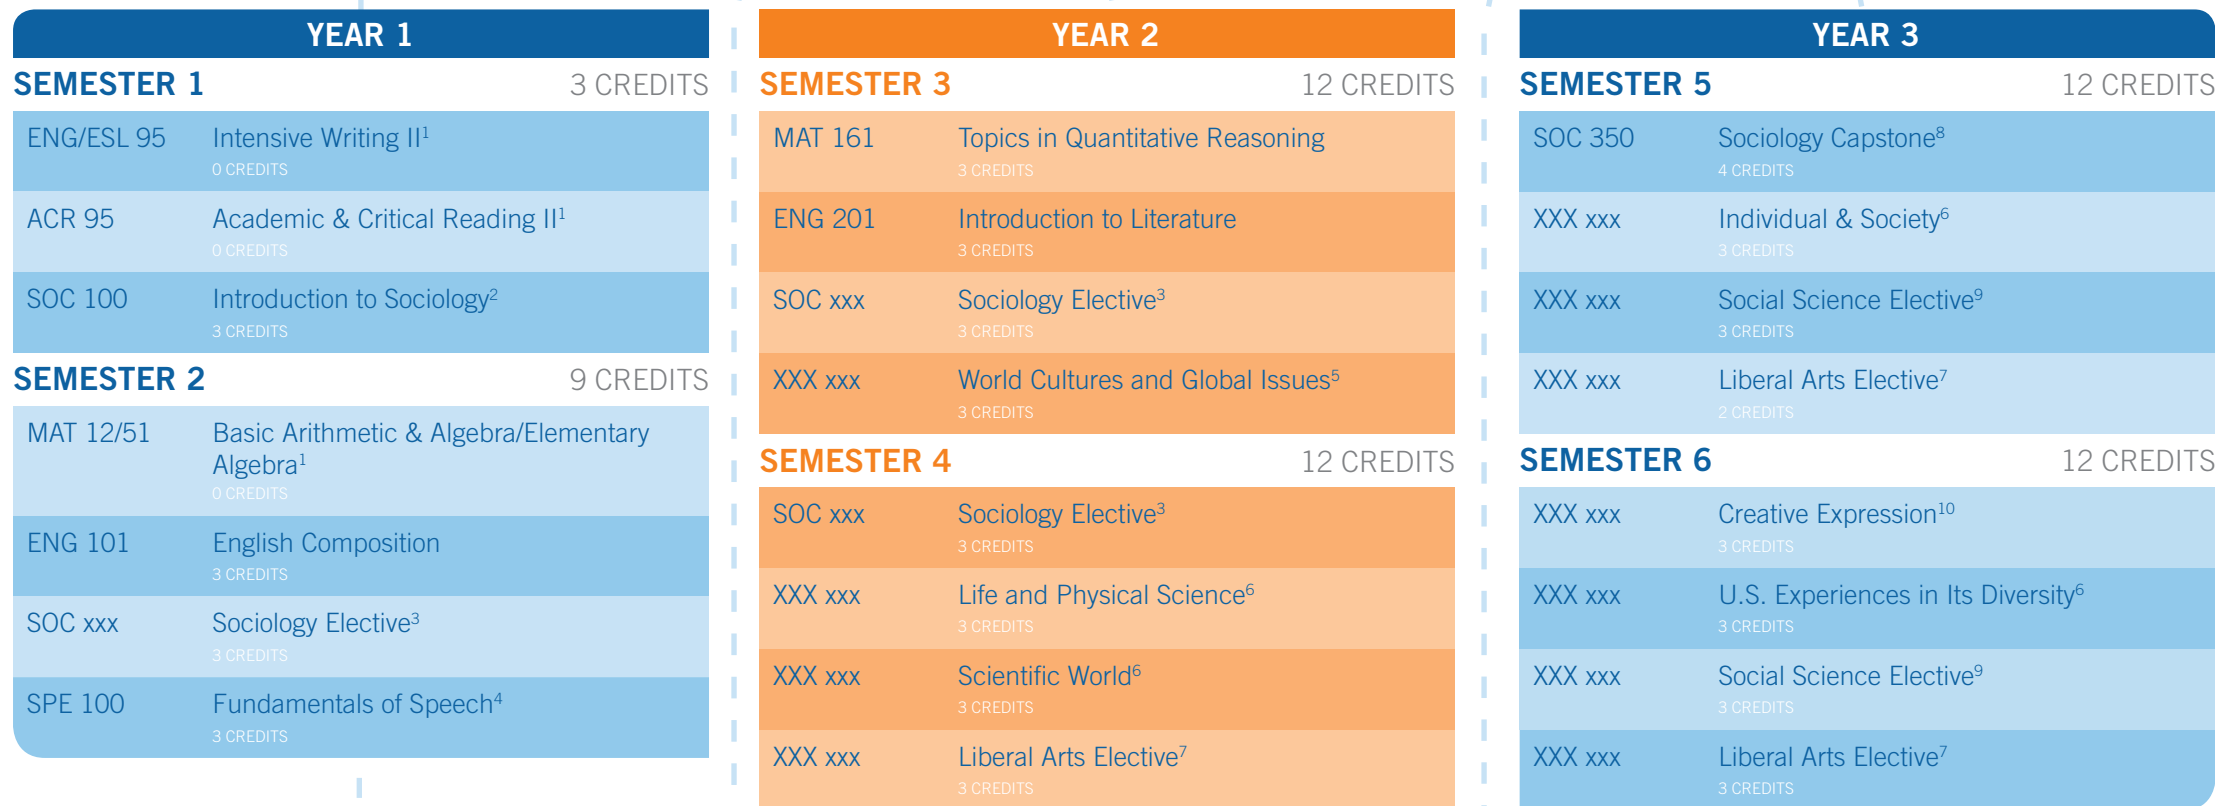 YEAR 1
SEMESTER 1 3 CREDITS
ENG/ESL 95 Intensive Writing II¹
0 CREDITS
ACR 95 Academic & Critical Reading II¹
0 CREDITS
SOC 100 Introduction to Sociology²
3 CREDITS
SEMESTER 2 9 CREDITS
MAT 12/51 Basic Arithmetic & Algebra/Elementary
Algebra¹
0 CREDITS
ENG 101 English Composition
3 CREDITS
SOC xxx Sociology Elective³
3 CREDITS
SPE 100 Fundamentals of Speech⁴
3 CREDITS
YEAR 2
SEMESTER 3 12 CREDITS
MAT 161 Topics in Quantitative Reasoning
3 CREDITS
ENG 201 Introduction to Literature
3 CREDITS
SOC xxx Sociology Elective³
3 CREDITS
XXX xxx World Cultures and Global Issues⁵
3 CREDITS
SEMESTER 4 12 CREDITS
SOC xxx Sociology Elective³
3 CREDITS
XXX xxx Life and Physical Science⁶
3 CREDITS
XXX xxx Scientific World⁶
3 CREDITS
XXX xxx Liberal Arts Elective⁷
3 CREDITS
YEAR 3
SEMESTER 5 12 CREDITS
SOC 350 Sociology Capstone⁸
4 CREDITS
XXX xxx Individual & Society⁶
3 CREDITS
XXX xxx Social Science Elective⁹
3 CREDITS
XXX xxx Liberal Arts Elective⁷
2 CREDITS
SEMESTER 6 12 CREDITS
XXX xxx Creative Expression¹⁰
3 CREDITS
XXX xxx U.S. Experiences in Its Diversity⁶
3 CREDITS
XXX xxx Social Science Elective⁹
3 CREDITS
XXX xxx Liberal Arts Elective⁷
3 CREDITS